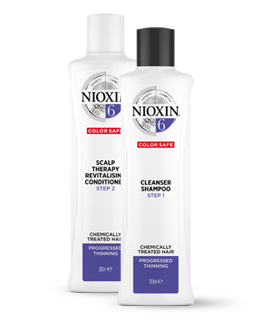 NIOXIN
6
COLOR SAFE
SCALP
THERAPY
REVITALISING
CONDITIONER
STEP 2
CHEMICALLY
TREATED HAIR
PROGRESSED
THINNING
NIOXIN
6
COLOR SAFE
CLEANSER
SHAMPOO
STEP 1
CHEMICALLY
TREATED HAIR
PROGRESSED
THINNING